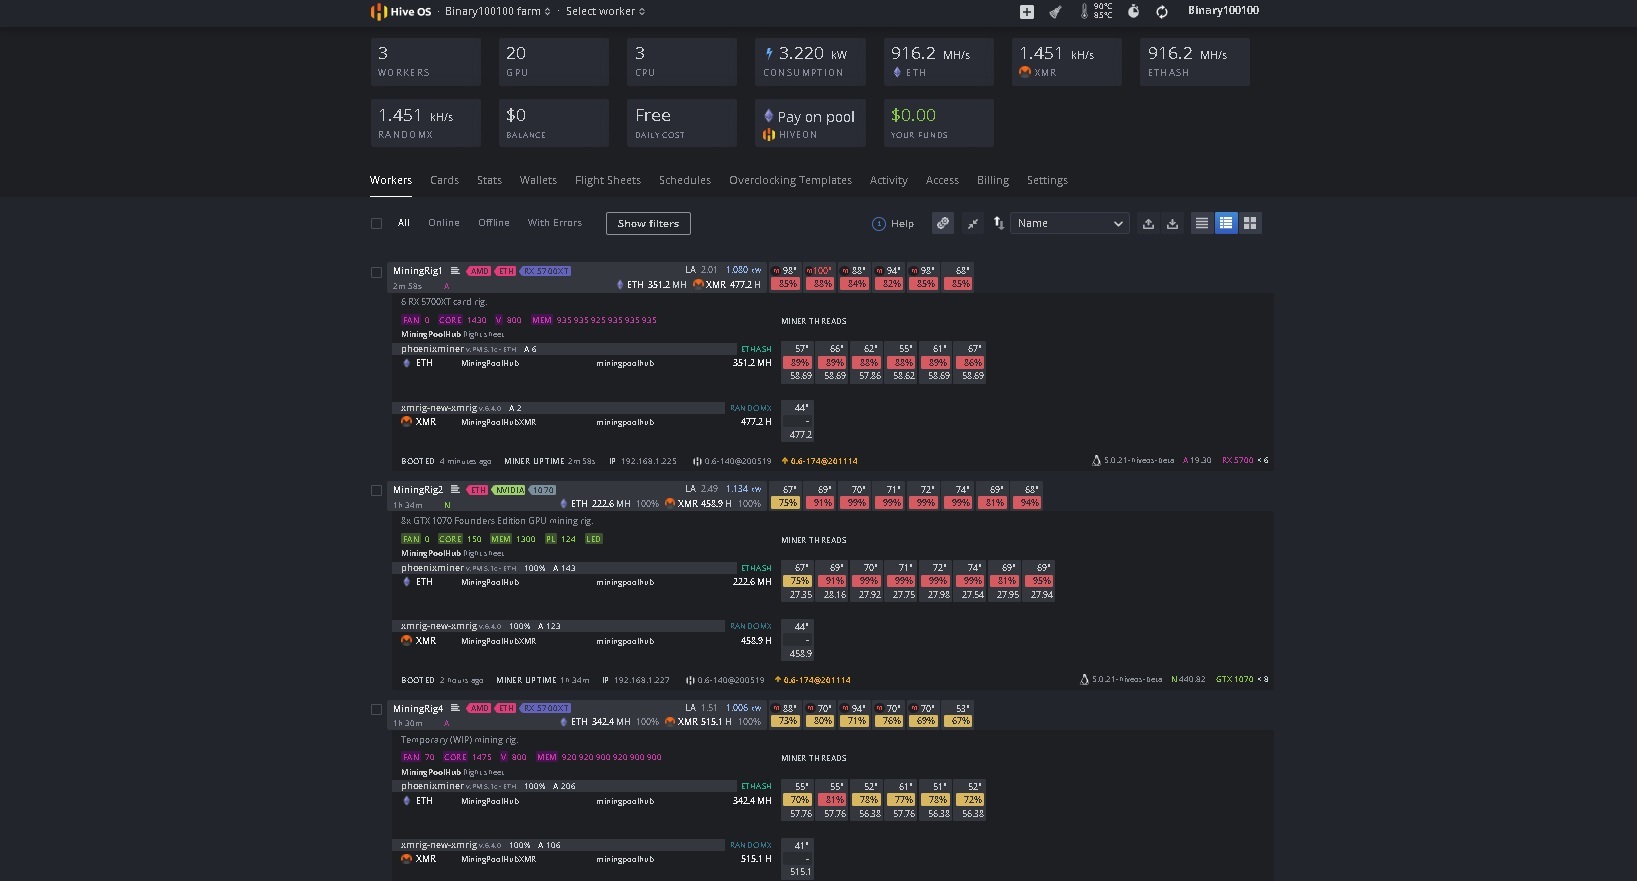 Hive OS · Binary100100 farm · Select worker 90°C 85°C Binary100100
3 20 3 3.220 kW 916.2 MH/s 1.451 kH/s 916.2 MH/s
WORKERS GPU CPU CONSUMPTION ETH XMR ETHASH
1.451 kH/s $0 Free Pay on pool $0.00
RANDOMX BALANCE DAILY COST HIVEON YOUR FUNDS
Workers Cards Stats Wallets Flight Sheets Schedules Overclocking Templates Activity Access Billing Settings
All Online Offline With Errors Show filters Help Name
MiningRig1 AMD ETH RX 5700XT LA 2.01 1.080 kW m 98° m 100° m 88° m 94° m 98° 68°
2m 58s A ETH 351.2 MH XMR 477.2 H 85% 88% 84% 82% 85% 85%
6 RX 5700XT card rig.
FAN 0 CORE 1430 V 800 MEM 935 935 925 935 935 935 MINER THREADS
MiningPoolHub flight sheet
phoenixminer v.PM 5.1c-ETH A 6 ETHASH 57° 66° 62° 55° 61° 67°
ETH MiningPoolHub miningpoolhub 351.2 MH 89% 89% 88% 88% 89% 86%
58.69 58.69 57.86 58.62 58.69 58.69
xmrig-new-xmrig v.6.4.0 A 2 RANDOMX 44°
XMR MiningPoolHubXMR miningpoolhub 477.2 H -
477.2
BOOTED 4 minutes ago MINER UPTIME 2m 58s IP 192.168.1.225 0.6-140@200519 0.6-174@201114 5.0.21-hiveos-beta A 19.30 RX 5700 × 6
MiningRig2 ETH NVIDIA 1070 LA 2.49 1.134 kW 67° 69° 70° 71° 72° 74° 69° 68°
1h 34m N ETH 222.6 MH 100% XMR 458.9 H 100% 75% 91% 99% 99% 99% 99% 81% 94%
8x GTX 1070 Founders Edition GPU mining rig.
FAN 0 CORE 150 MEM 1300 PL 124 LED MINER THREADS
MiningPoolHub flight sheet
phoenixminer v.PM 5.1c-ETH 100% A 143 ETHASH 67° 69° 70° 71° 72° 74° 69° 69°
ETH MiningPoolHub miningpoolhub 222.6 MH 75% 91% 99% 99% 99% 99% 81% 95%
27.35 28.16 27.92 27.75 27.98 27.54 27.95 27.94
xmrig-new-xmrig v.6.4.0 100% A 123 RANDOMX 44°
XMR MiningPoolHubXMR miningpoolhub 458.9 H -
458.9
BOOTED 2 hours ago MINER UPTIME 1h 34m IP 192.168.1.227 0.6-140@200519 0.6-174@201114 5.0.21-hiveos-beta N 440.82 GTX 1070 × 8
MiningRig4 AMD ETH RX 5700XT LA 1.51 1.006 kW m 88° m 70° m 94° m 70° m 70° 53°
1h 30m A ETH 342.4 MH 100% XMR 515.1 H 100% 73% 80% 71% 76% 69% 67%
Temporary (WIP) mining rig.
FAN 70 CORE 1475 V 800 MEM 920 920 900 920 900 900 MINER THREADS
MiningPoolHub flight sheet
phoenixminer v.PM 5.1c-ETH 100% A 206 ETHASH 55° 55° 52° 61° 51° 52°
ETH MiningPoolHub miningpoolhub 342.4 MH 70% 81% 78% 77% 78% 72%
57.76 57.76 56.38 57.76 56.38 56.38
xmrig-new-xmrig v.6.4.0 100% A 106 RANDOMX 41°
XMR MiningPoolHubXMR miningpoolhub 515.1 H -
515.1